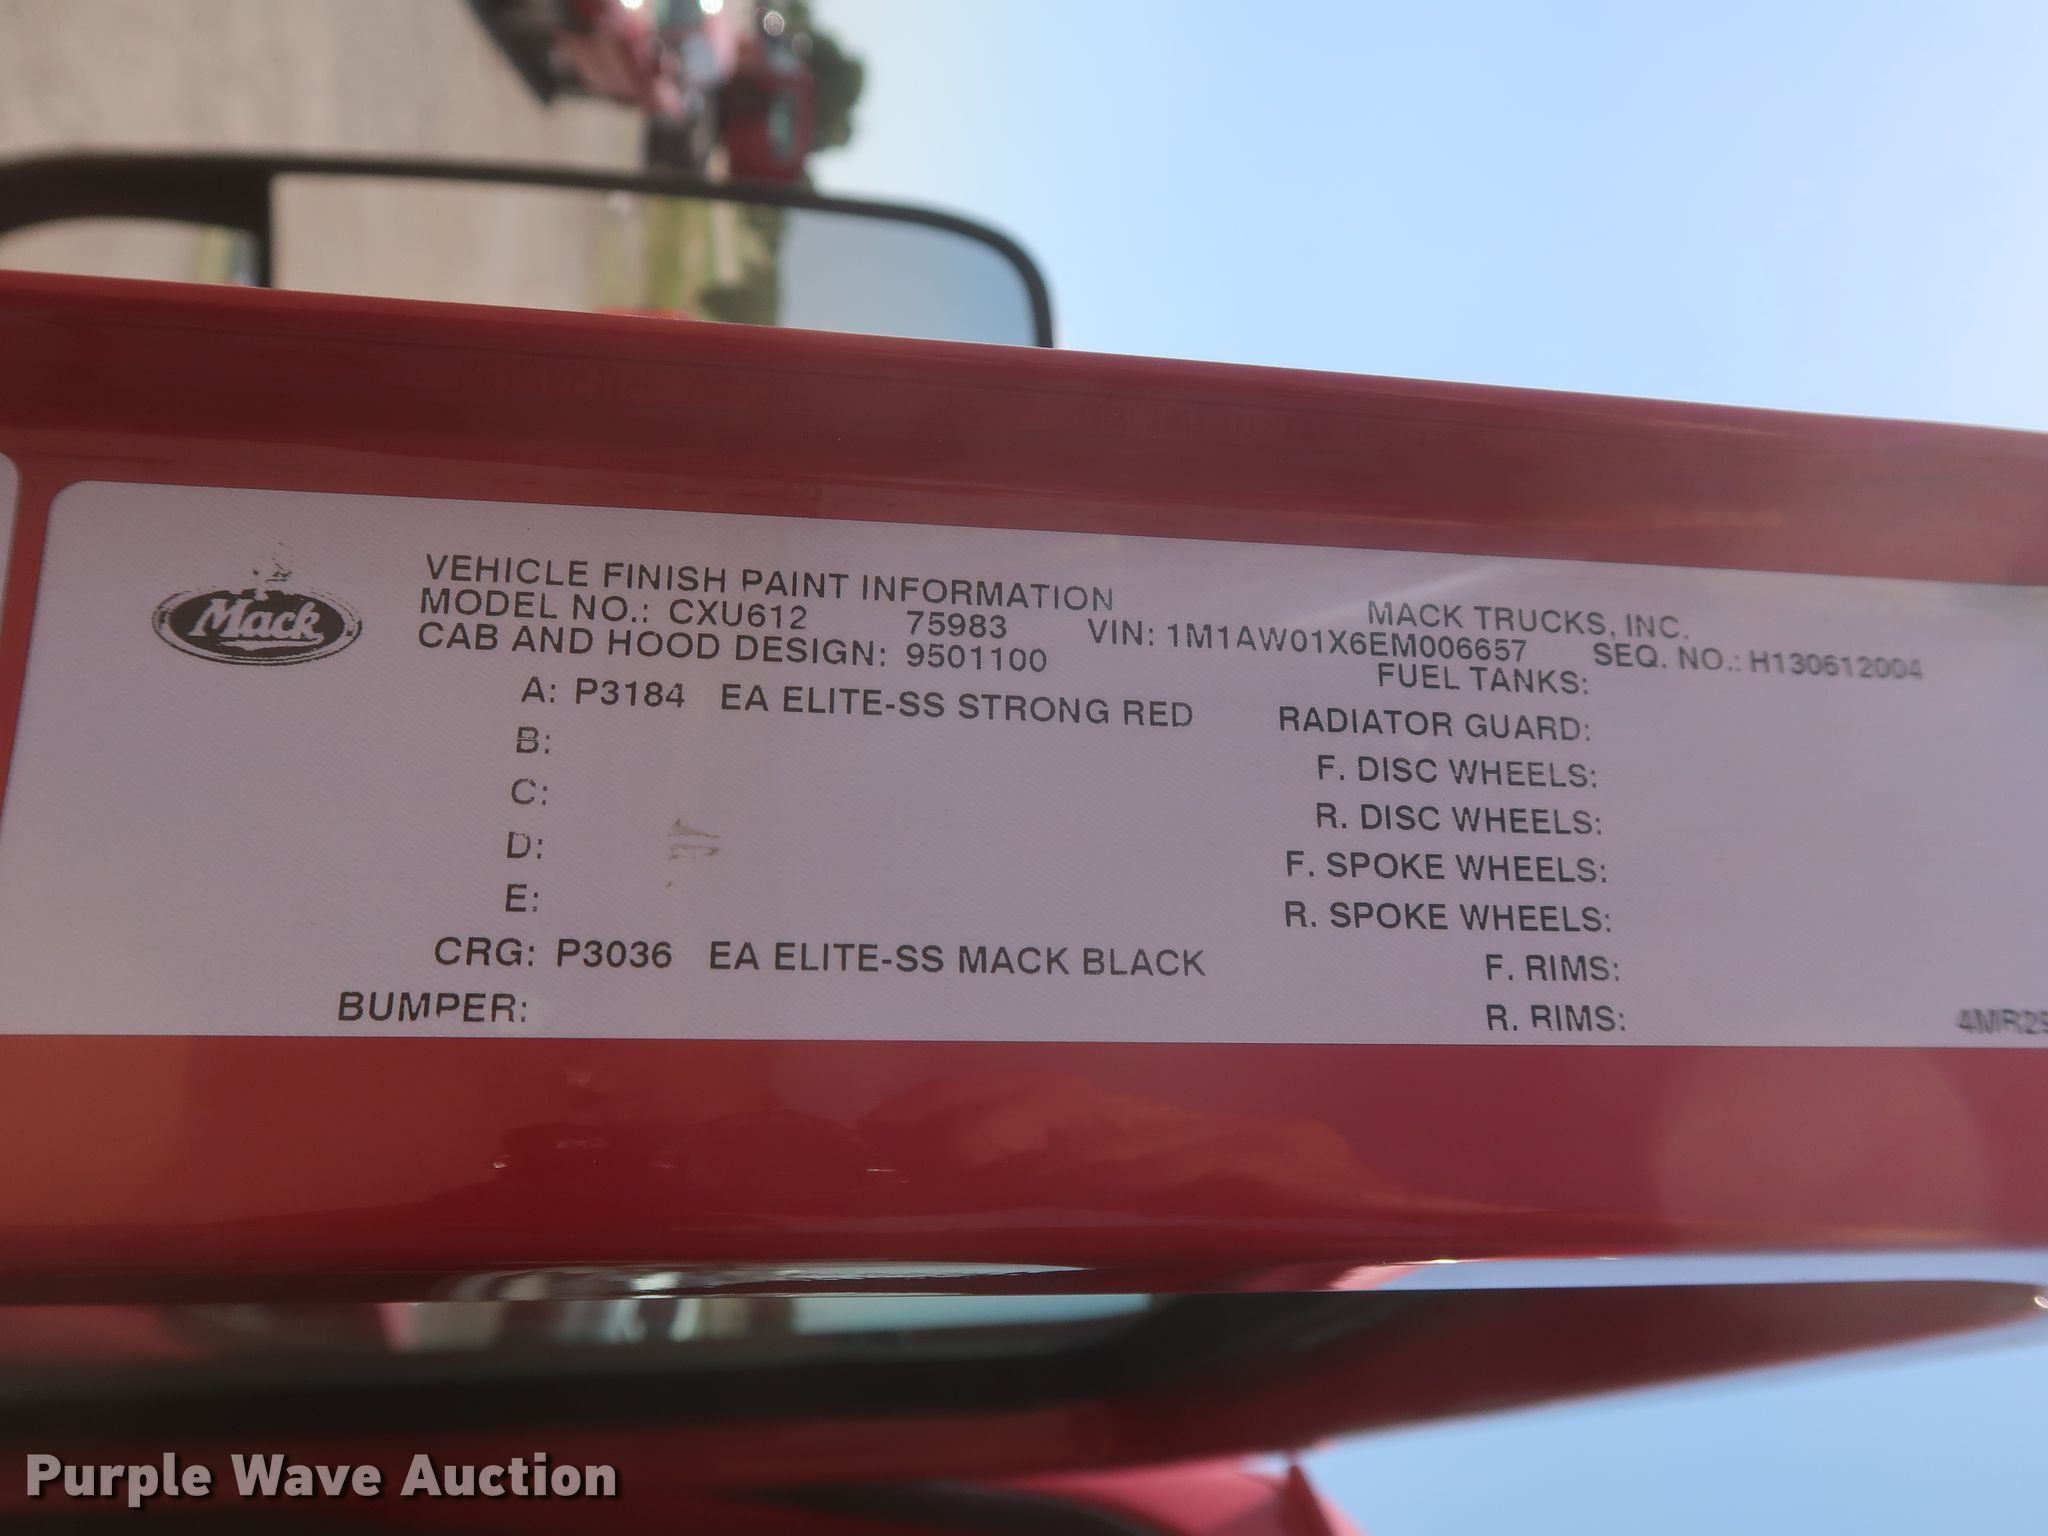 Mack
VEHICLE FINISH PAINT INFORMATION
MACK TRUCKS, INC.
MODEL NO.: CXU612 75983 VIN: 1M1AW01X6EM006657 SEQ. NO.: H130612004
CAB AND HOOD DESIGN: 9501100
FUEL TANKS:
A: P3184 EA ELITE-SS STRONG RED
RADIATOR GUARD:
B:
F. DISC WHEELS:
C:
R. DISC WHEELS:
D:
F. SPOKE WHEELS:
E:
R. SPOKE WHEELS:
CRG: P3036 EA ELITE-SS MACK BLACK
F. RIMS:
BUMPER:
R. RIMS:
Purple Wave Auction